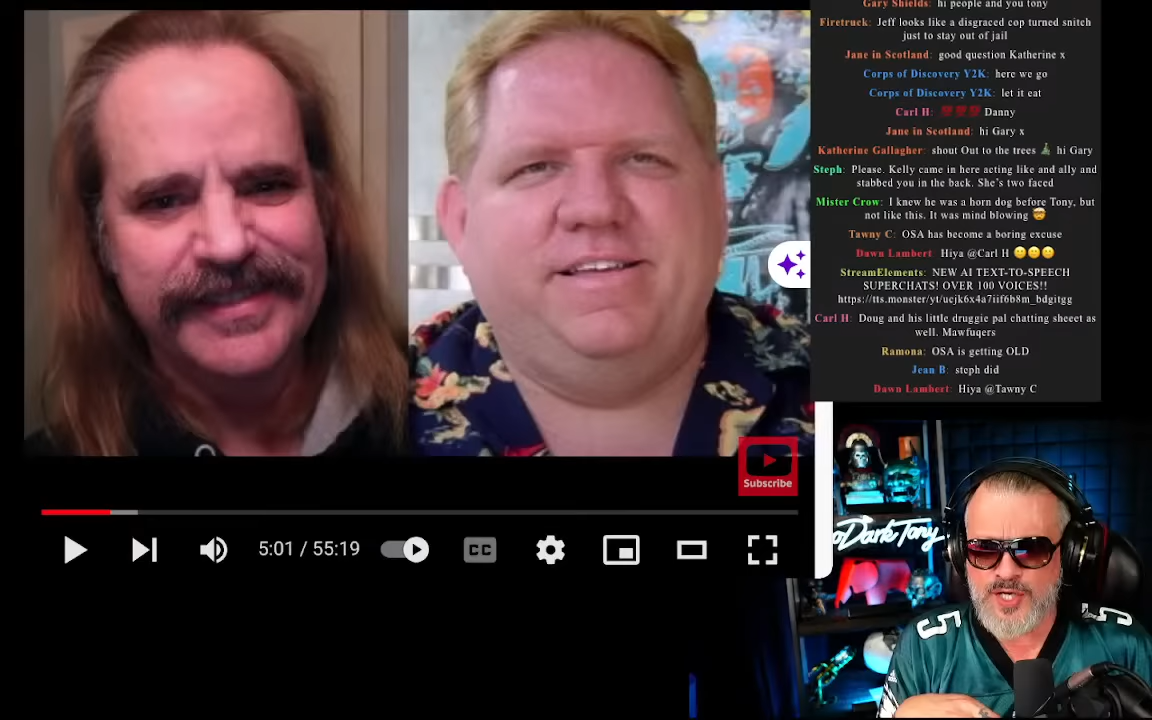 Gary Shields: hi people and you tony
Firetruck: Jeff looks like a disgraced cop turned snitch
just to stay out of jail
Jane in Scotland: good question Katherine x
Corps of Discovery Y2K: here we go
Corps of Discovery Y2K: let it eat
Carl H: 💯💯💯 Danny
Jane in Scotland: hi Gary x
Katherine Gallagher: shout Out to the trees 🎄 hi Gary
Steph: Please. Kelly came in here acting like and ally and
stabbed you in the back. She's two faced
Mister Crow: I knew he was a horn dog before Tony, but
not like this. It was mind blowing 🤯
Tawny C: OSA has become a boring excuse
Dawn Lambert: Hiya @Carl H 😊😊😊
StreamElements: NEW AI TEXT-TO-SPEECH
SUPERCHATS! OVER 100 VOICES!!
https://tts.monster/yt/ucjk6x4a7iif6b8m_bdgitgg
Carl H: Doug and his little druggie pal chatting sheeet as
well. Mawfuqers
Ramona: OSA is getting OLD
Jean B: steph did
Dawn Lambert: Hiya @Tawny C
Subscribe
5:01 / 55:19
CC
oDarkTony
5